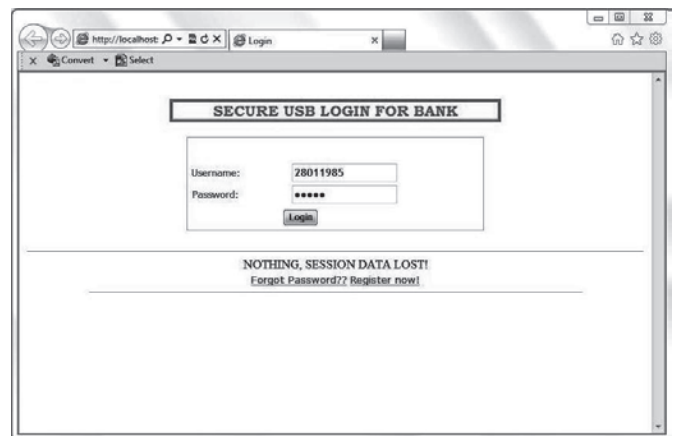 http://localhost
Login
x Convert Select
SECURE USB LOGIN FOR BANK
Username: 28011985
Password: •••••
Login
NOTHING, SESSION DATA LOST!
Forgot Password?? Register now!